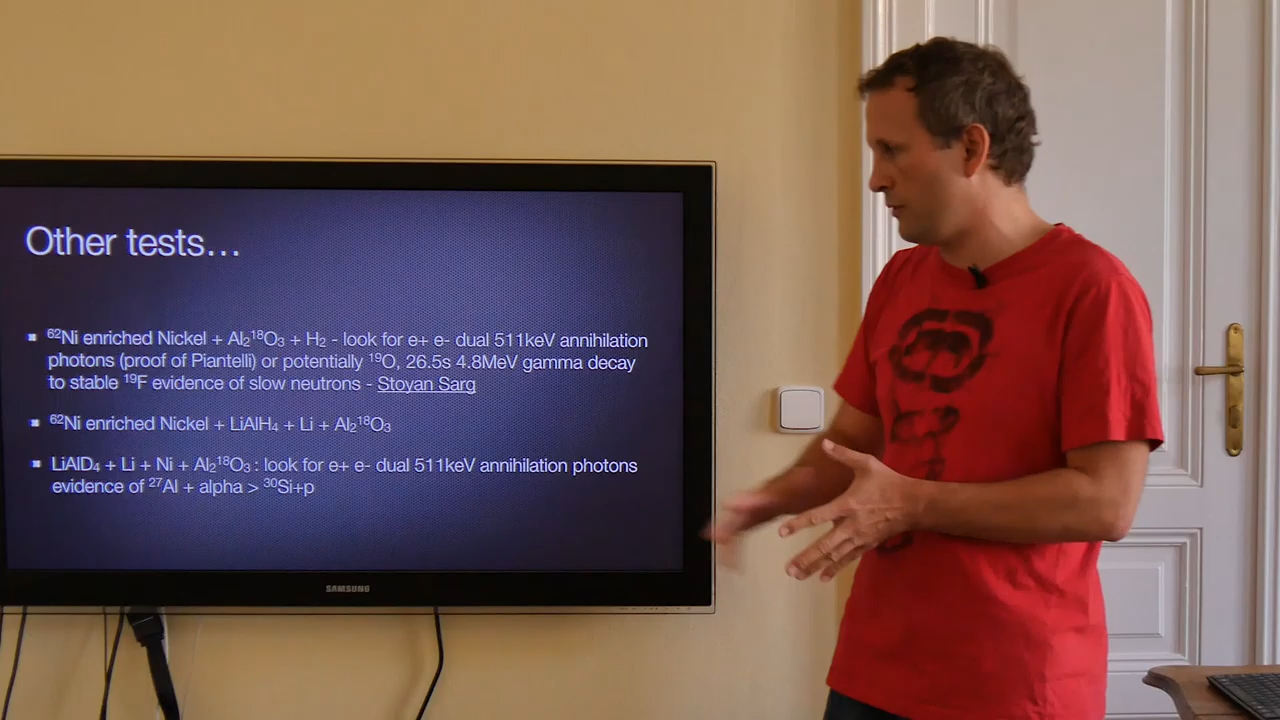 Other tests…
⁶²Ni enriched Nickel + Al₂¹⁸O₃ + H₂ - look for e+ e- dual 511keV annihilation
photons (proof of Piantelli) or potentially ¹⁹O, 26.5s 4.8MeV gamma decay
to stable ¹⁹F evidence of slow neutrons - Stoyan Sarg
⁶²Ni enriched Nickel + LiAlH₄ + Li + Al₂¹⁸O₃
LiAlD₄ + Li + Ni + Al₂¹⁸O₃ : look for e+ e- dual 511keV annihilation photons
evidence of ²⁷Al + alpha > ³⁰Si+p
SAMSUNG